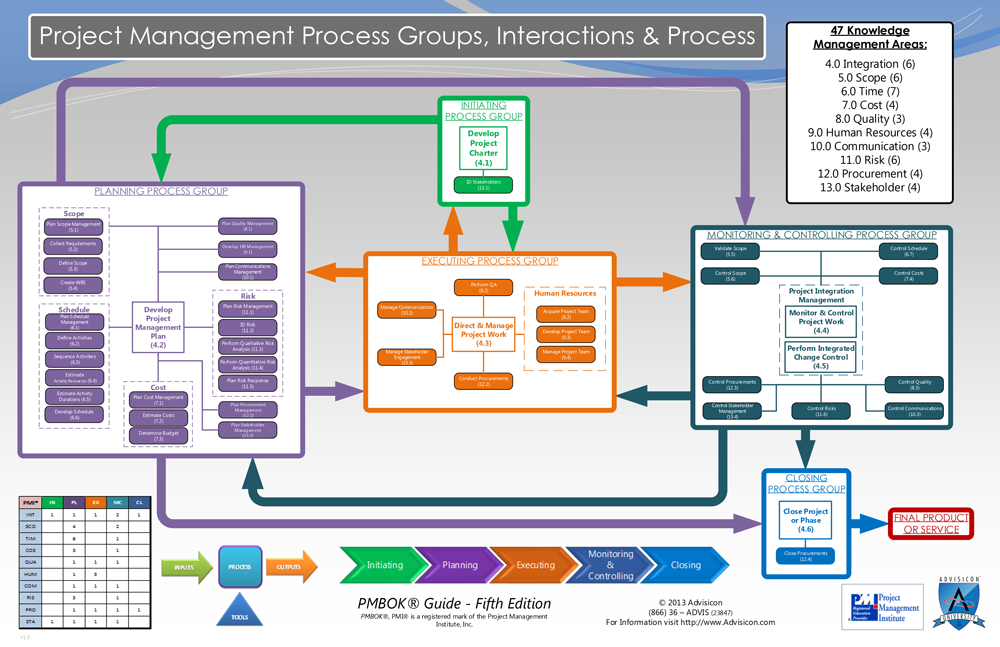 Project Management Process Groups, Interactions & Process
47 Knowledge
Management Areas:
4.0 Integration (6)
5.0 Scope (6)
6.0 Time (7)
7.0 Cost (4)
8.0 Quality (3)
9.0 Human Resources (4)
10.0 Communication (3)
11.0 Risk (6)
12.0 Procurement (4)
13.0 Stakeholder (4)
INITIATING
PROCESS GROUP
Develop
Project
Charter
(4.1)
ID Stakeholders
(13.1)
PLANNING PROCESS GROUP
Scope
Plan Scope Management
(5.1)
Collect Requirements
(5.2)
Define Scope
(5.3)
Create WBS
(5.4)
Schedule
Plan Schedule
Management
(6.1)
Define Activities
(6.2)
Sequence Activities
(6.3)
Estimate
Activity Resource (6.4)
Estimate Activity
Durations (6.5)
Develop Schedule
(6.6)
Develop
Project
Management
Plan
(4.2)
Cost
Plan Cost Management
(7.1)
Estimate Costs
(7.2)
Determine Budget
(7.3)
Plan Quality Management
(8.1)
Develop HR Management
(9.1)
Plan Communications
Management
(10.1)
Risk
Plan Risk Management
(11.1)
ID Risk
(11.2)
Perform Qualitative Risk
Analysis (11.3)
Perform Quantitative Risk
Analysis (11.4)
Plan Risk Response
(11.5)
Plan Procurement
Management
(12.1)
Plan Stakeholder
Management
(13.2)
EXECUTING PROCESS GROUP
Perform QA
(8.2)
Manage Communications
(10.2)
Manage Stakeholder
Engagement
(13.3)
Direct & Manage
Project Work
(4.3)
Conduct Procurements
(12.2)
Human Resources
Acquire Project Team
(9.2)
Develop Project Team
(9.3)
Manage Project Team
(9.4)
MONITORING & CONTROLLING PROCESS GROUP
Validate Scope
(5.5)
Control Schedule
(6.7)
Control Scope
(5.6)
Control Costs
(7.4)
Project Integration
Management
Monitor & Control
Project Work
(4.4)
Perform Integrated
Change Control
(4.5)
Control Procurements
(12.3)
Control Quality
(8.3)
Control Stakeholder
Management
(13.4)
Control Risks
(11.6)
Control Communications
(10.3)
CLOSING
PROCESS GROUP
Close Project
or Phase
(4.6)
Close Procurements
(12.4)
FINAL PRODUCT
OR SERVICE
PMI® IN PL EX MC CL
INT 1 1 1 2 1
SCO 4 2
TIM 6 1
COS 3 1
QUA 1 1 1
HUM 1 3
COM 1 1 1
RIS 5 1
PRO 1 1 1 1
STA 1 1 1 1
V1.0
INPUTS
PROCESS
OUTPUTS
TOOLS
Initiating
Planning
Executing
Monitoring
&
Controlling
Closing
PMBOK® Guide - Fifth Edition
PMBOK®, PMI® is a registered mark of the Project Management
Institute, Inc.
© 2013 Advisicon
(866) 36 – ADVIS (23847)
For Information visit http://www.Advisicon.com
PMI
Registered
Education
Provider
Project
Management
Institute
ADVISICON
UNIVERSITY